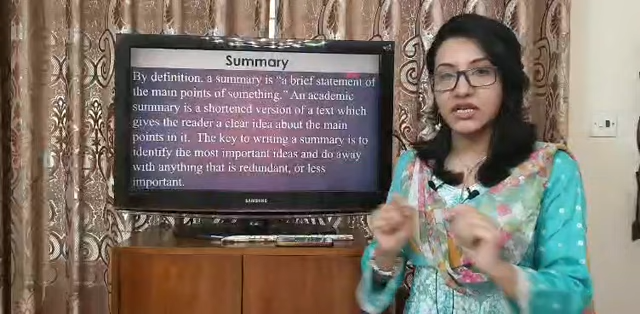 Summary
By definition, a summary is "a brief statement of
the main points of something." An academic
summary is a shortened version of a text which
gives the reader a clear idea about the main
points in it. The key to writing a summary is to
identify the most important ideas and do away
with anything that is redundant, or less
important.
SAMSUNG